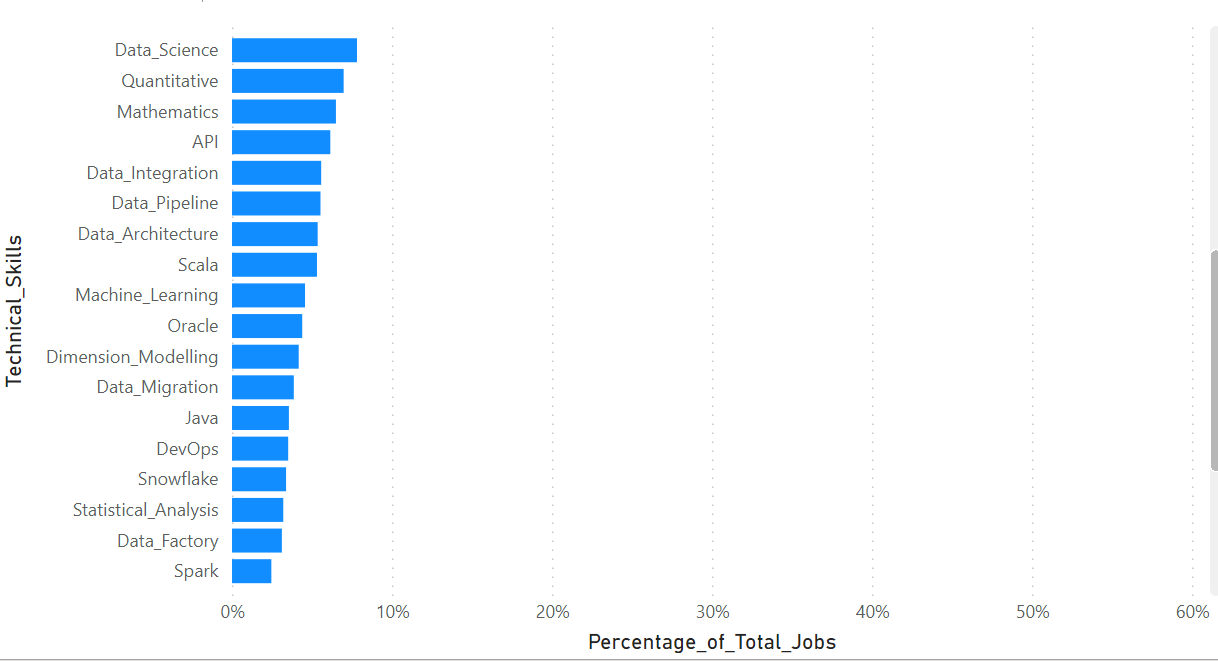 Technical_Skills
Data_Science
Quantitative
Mathematics
API
Data_Integration
Data_Pipeline
Data_Architecture
Scala
Machine_Learning
Oracle
Dimension_Modelling
Data_Migration
Java
DevOps
Snowflake
Statistical_Analysis
Data_Factory
Spark
0% 10% 20% 30% 40% 50% 60%
Percentage_of_Total_Jobs